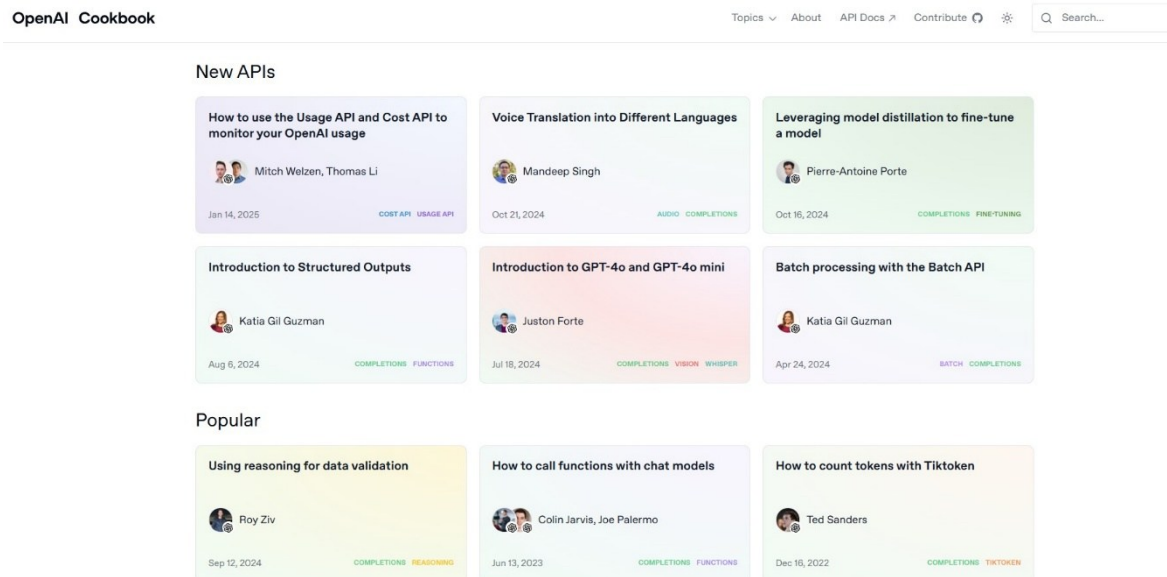 OpenAI Cookbook
Topics About API Docs ↗ Contribute Search...
New APIs
How to use the Usage API and Cost API to
monitor your OpenAI usage
Mitch Welzen, Thomas Li
Jan 14, 2025 COST API USAGE API
Voice Translation into Different Languages
Mandeep Singh
Oct 21, 2024 AUDIO COMPLETIONS
Leveraging model distillation to fine-tune
a model
Pierre-Antoine Porte
Oct 16, 2024 COMPLETIONS FINE-TUNING
Introduction to Structured Outputs
Katia Gil Guzman
Aug 6, 2024 COMPLETIONS FUNCTIONS
Introduction to GPT-4o and GPT-4o mini
Juston Forte
Jul 18, 2024 COMPLETIONS VISION WHISPER
Batch processing with the Batch API
Katia Gil Guzman
Apr 24, 2024 BATCH COMPLETIONS
Popular
Using reasoning for data validation
Roy Ziv
Sep 12, 2024 COMPLETIONS REASONING
How to call functions with chat models
Colin Jarvis, Joe Palermo
Jun 13, 2023 COMPLETIONS FUNCTIONS
How to count tokens with Tiktoken
Ted Sanders
Dec 16, 2022 COMPLETIONS TIKTOKEN